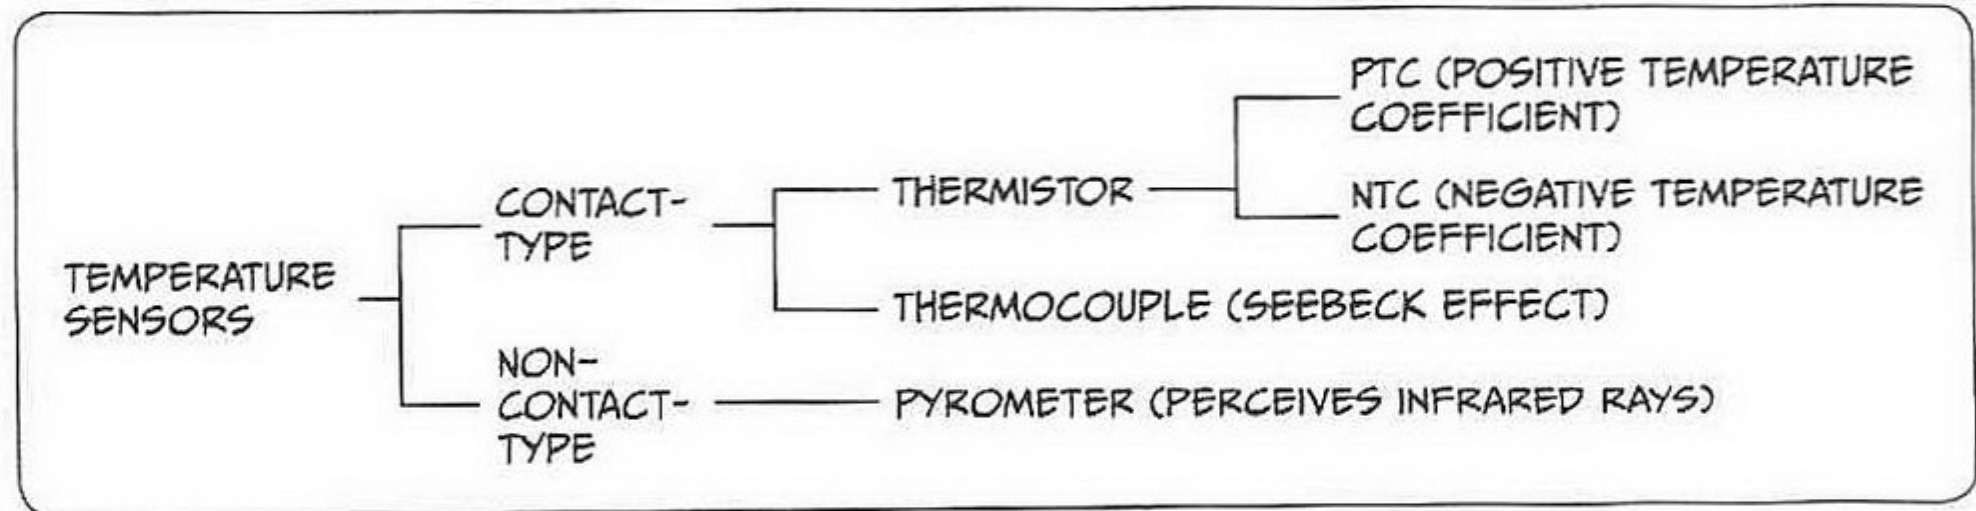 TEMPERATURE
SENSORS
CONTACT-
TYPE
NON-
CONTACT-
TYPE
THERMISTOR
THERMOCOUPLE (SEEBECK EFFECT)
PYROMETER (PERCEIVES INFRARED RAYS)
PTC (POSITIVE TEMPERATURE
COEFFICIENT)
NTC (NEGATIVE TEMPERATURE
COEFFICIENT)